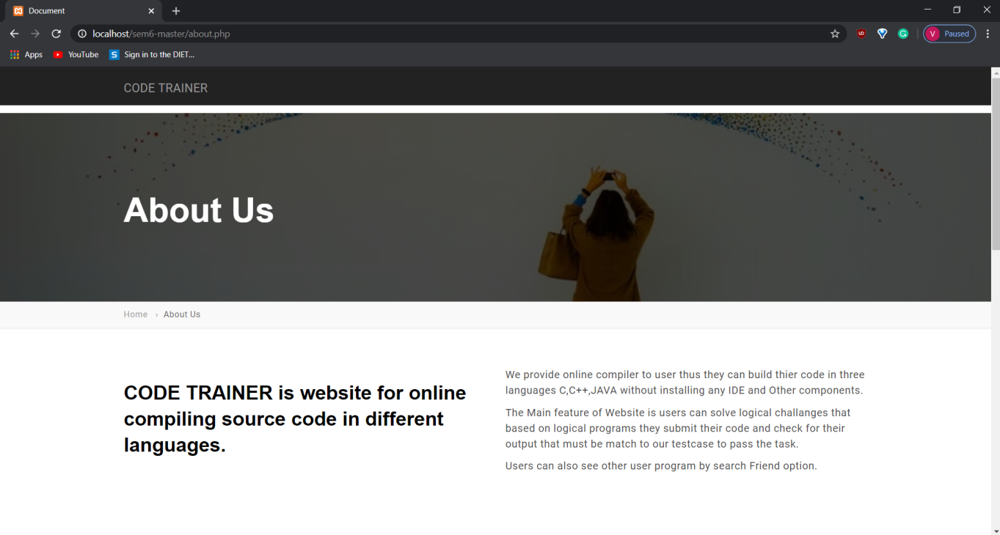 Document
localhost/sem6-master/about.php
V Paused
Apps YouTube S Sign in to the DIET...
CODE TRAINER
About Us
Home › About Us
CODE TRAINER is website for online
compiling source code in different
languages.
We provide online compiler to user thus they can build thier code in three
languages C,C++,JAVA without installing any IDE and Other components.
The Main feature of Website is users can solve logical challanges that
based on logical programs they submit their code and check for their
output that must be match to our testcase to pass the task.
Users can also see other user program by search Friend option.